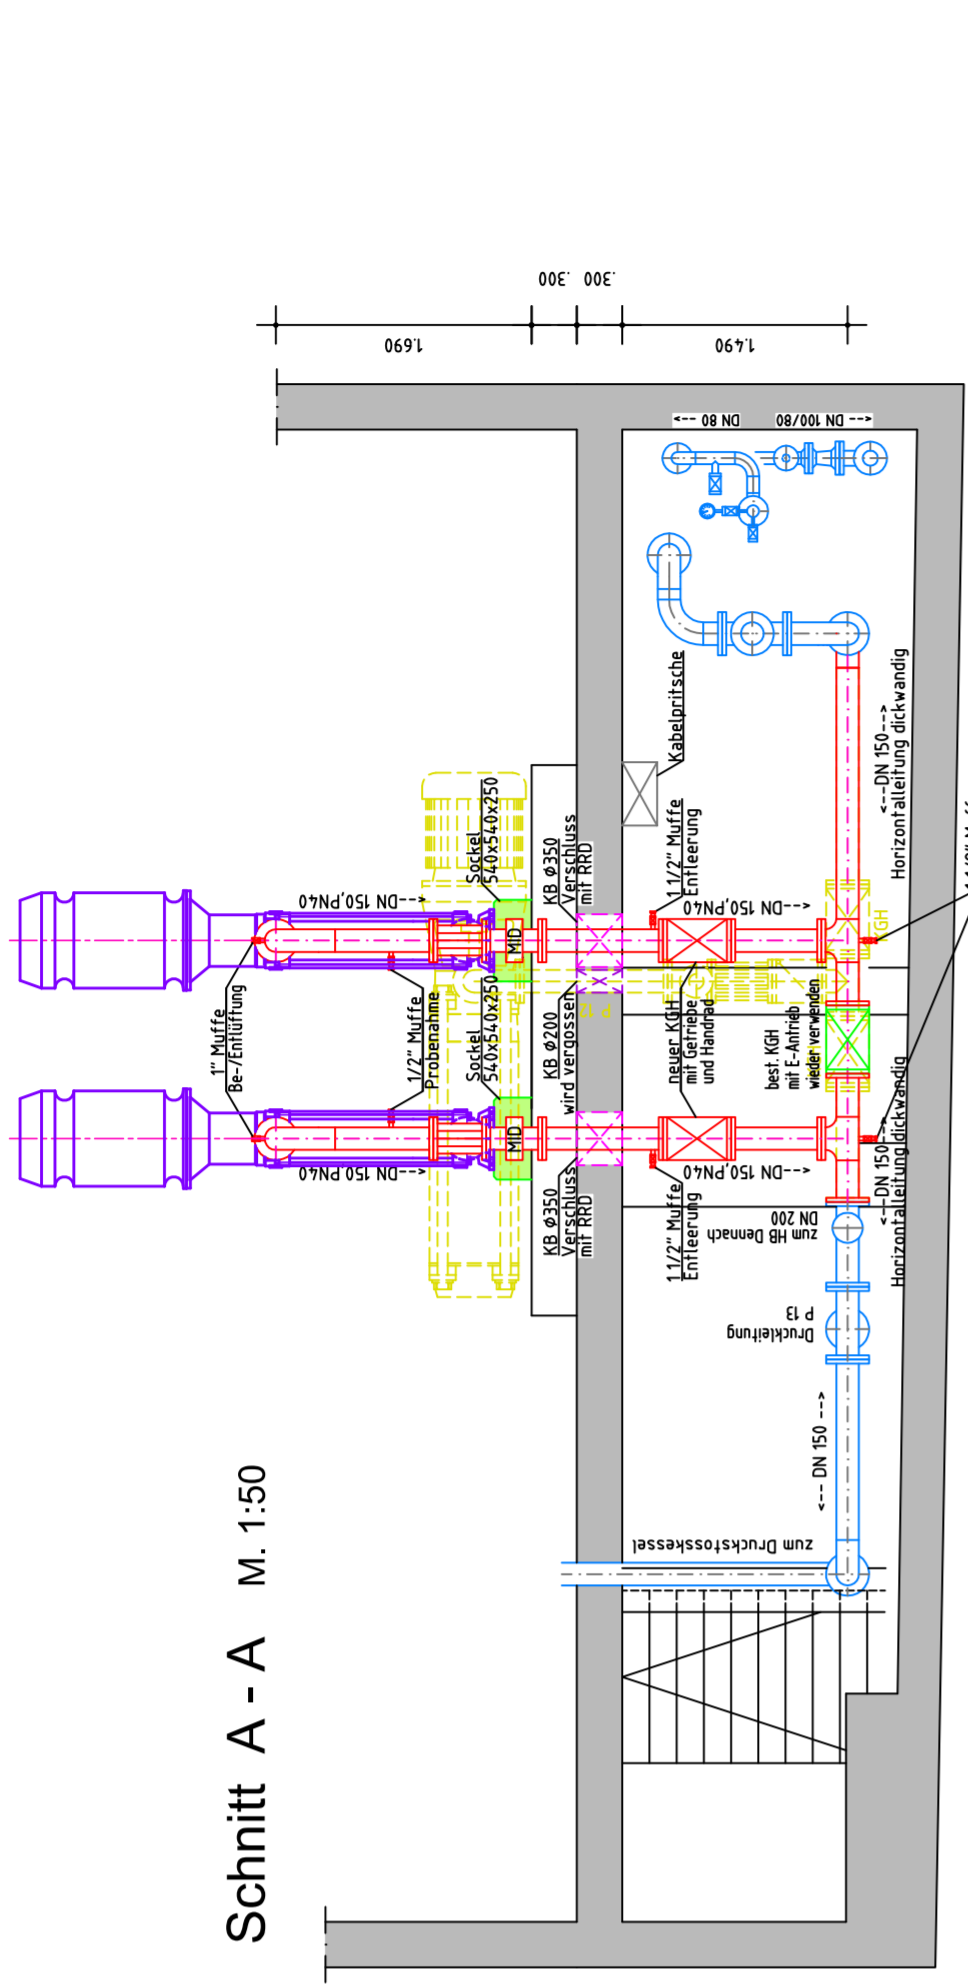 Schnitt A - A M. 1:50
1.690
.300
.300
1.490
1" Muffe
Be-/Entlüftung
DN 150,PN40--->
DN 150,PN40--->
1/2" Muffe
Probenahme
Sockel
540x540x250
Sockel
540x540x250
MID
MID
KB ø350
Verschluss
mit RRD
KB ø200
wird vergossen
KB ø350
Verschluss
mit RRD
P 12
1 1/2" Muffe
Entleerung
1 1/2" Muffe
Entleerung
Kabelpritsche
neuer KGH
mit Getriebe
und Handrad
DN 150,PN40--->
DN 150,PN40--->
best. KGH
mit E-Antrieb
wieder verwenden
KGH
DN 80 --->
<--- DN 100/80
<---DN 150--->
Horizontalleitung dickwandig
<---DN 150--->
Horizontalleitung dickwandig
zum HB Dennach
DN 200
Druckleitung
P 13
<--- DN 150 --->
zum Druckstosskessel